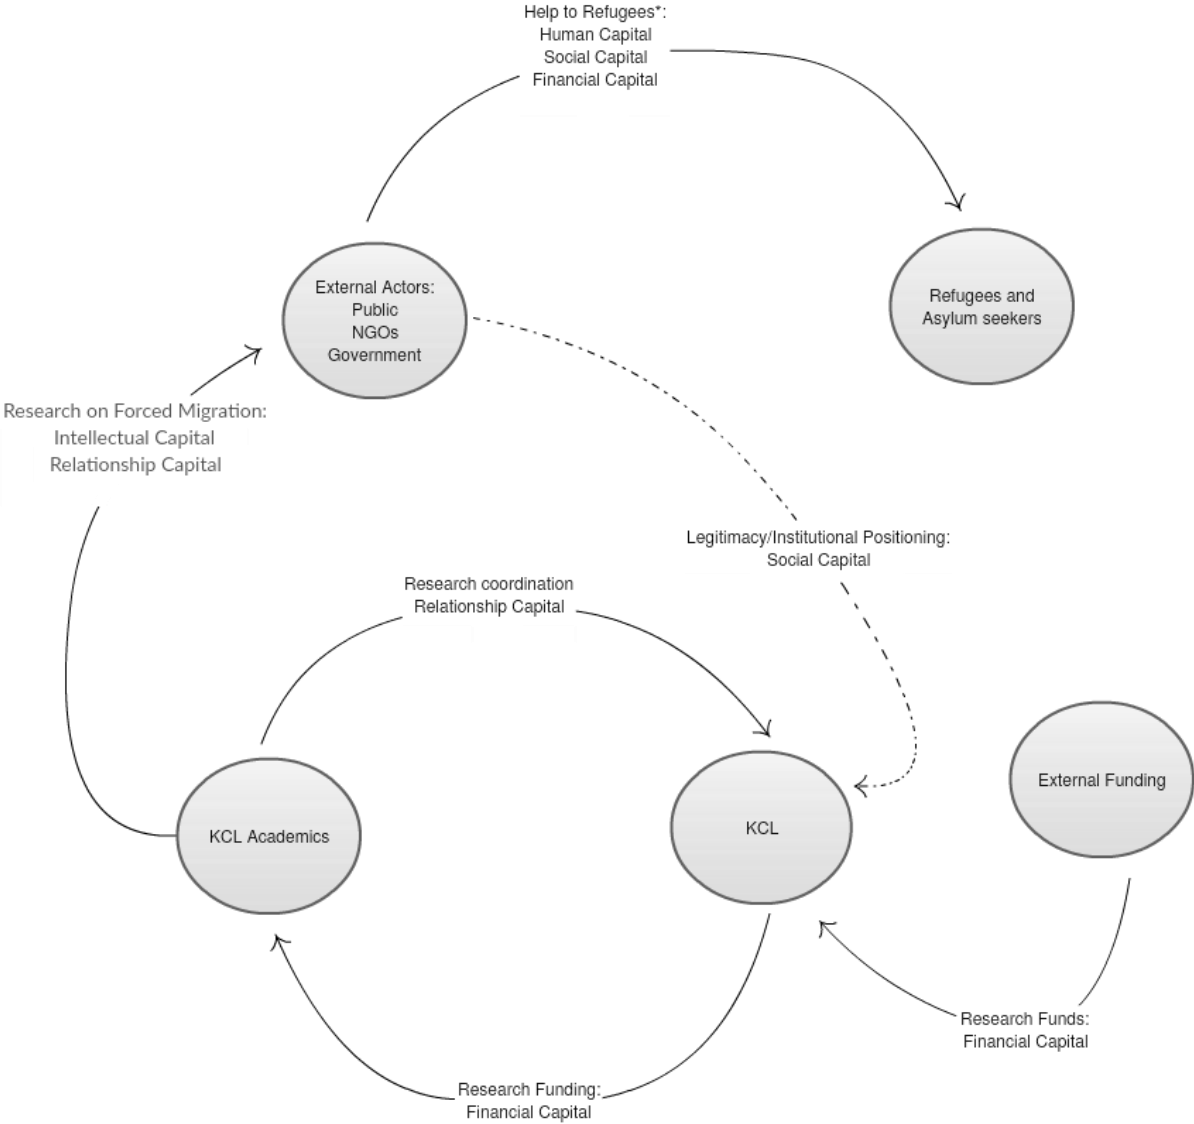 Help to Refugees*:
Human Capital
Social Capital
Financial Capital
External Actors:
Public
NGOs
Government
Refugees and
Asylum seekers
Research on Forced Migration:
Intellectual Capital
Relationship Capital
Legitimacy/Institutional Positioning:
Social Capital
Research coordination
Relationship Capital
KCL Academics
KCL
External Funding
Research Funds:
Financial Capital
Research Funding:
Financial Capital